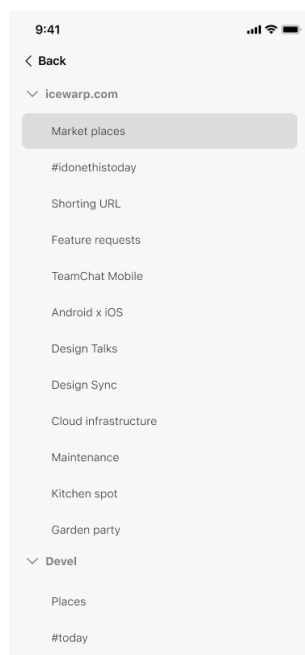 9:41
Back
icewarp.com
Market places
#idonethistoday
Shorting URL
Feature requests
TeamChat Mobile
Android x iOS
Design Talks
Design Sync
Cloud infrastructure
Maintenance
Kitchen spot
Garden party
Devel
Places
#today